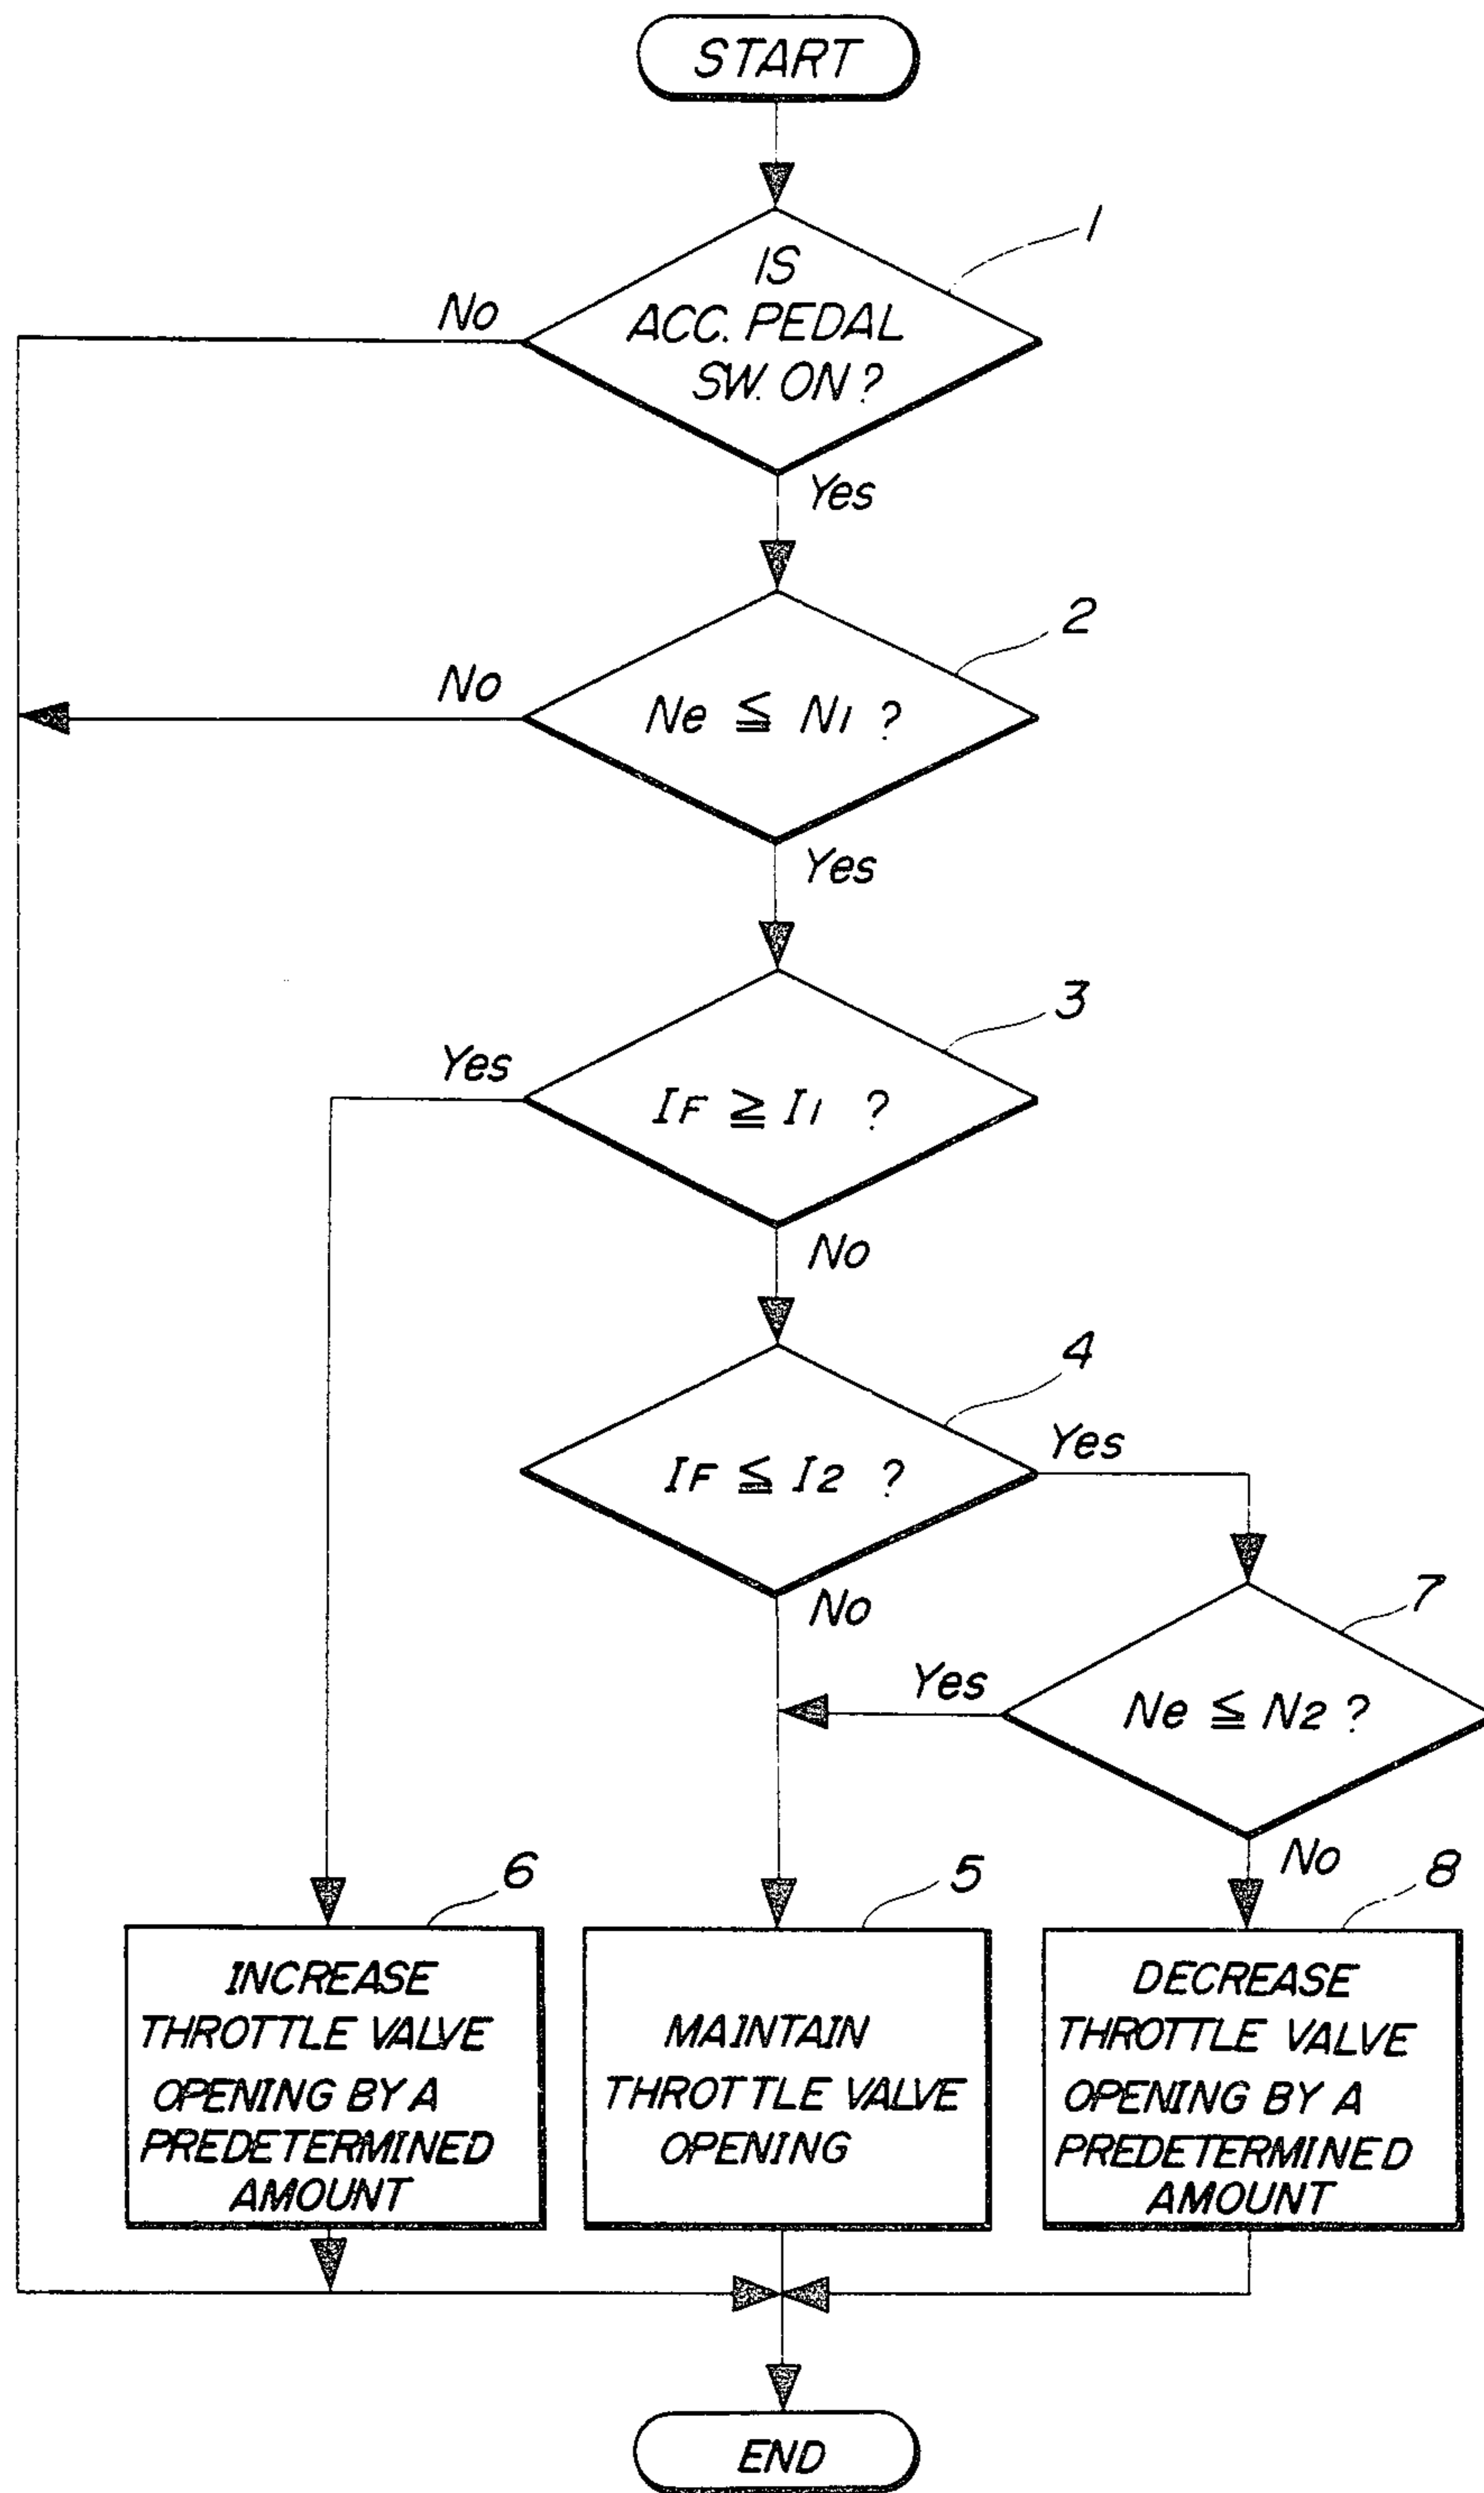 START
1
IS
ACC. PEDAL
SW. ON?
No
Yes
2
Ne ≦ N1 ?
No
Yes
3
IF ≧ I1 ?
Yes
No
4
IF ≦ I2 ?
Yes
No
7
Ne ≦ N2 ?
Yes
No
6
INCREASE
THROTTLE VALVE
OPENING BY A
PREDETERMINED
AMOUNT
5
MAINTAIN
THROTTLE VALVE
OPENING
8
DECREASE
THROTTLE VALVE
OPENING BY A
PREDETERMINED
AMOUNT
END